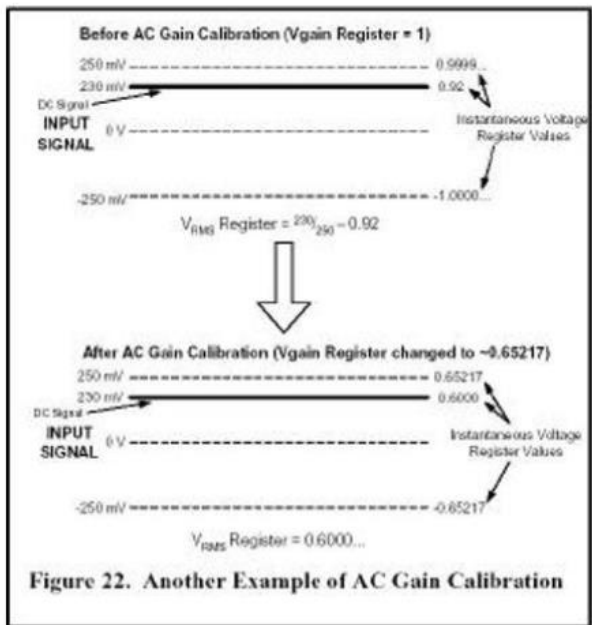 Before AC Gain Calibration (Vgain Register = 1)
250 mV
0.9999...
230 mV
0.92
DC Signal
INPUT
SIGNAL
0 V
Instantaneous Voltage
Register Values
-250 mV
-1.0000...
VRMS Register = 230/250 – 0.92
After AC Gain Calibration (Vgain Register changed to ~0.65217)
250 mV
0.65217
230 mV
0.6000
DC Signal
INPUT
SIGNAL
0 V
Instantaneous Voltage
Register Values
-250 mV
-0.65217
VRMS Register = 0.6000...
Figure 22. Another Example of AC Gain Calibration